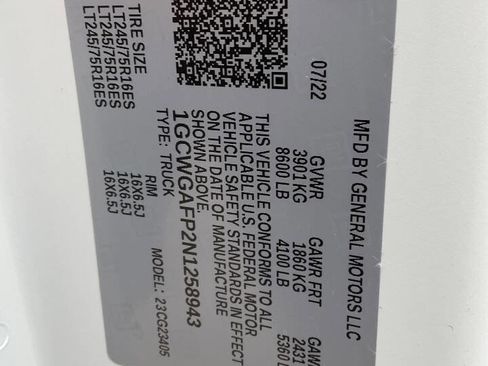 MFD BY GENERAL MOTORS LLC
07/22
GVWR
3901 KG
8600 LB
GAWR FRT
1860 KG
4100 LB
GAW
2431
5360 L
THIS VEHICLE CONFORMS TO ALL
APPLICABLE U.S. FEDERAL MOTOR
VEHICLE SAFETY STANDARDS IN EFFECT
ON THE DATE OF MANUFACTURE
SHOWN ABOVE.
1GCWGAFP2N1258943
TYPE: TRUCK
MODEL: 23CG23405
TIRE SIZE
LT245/75R16ES
LT245/75R16ES
LT245/75R16ES
RIM
16X6.5J
16X6.5J
16X6.5J